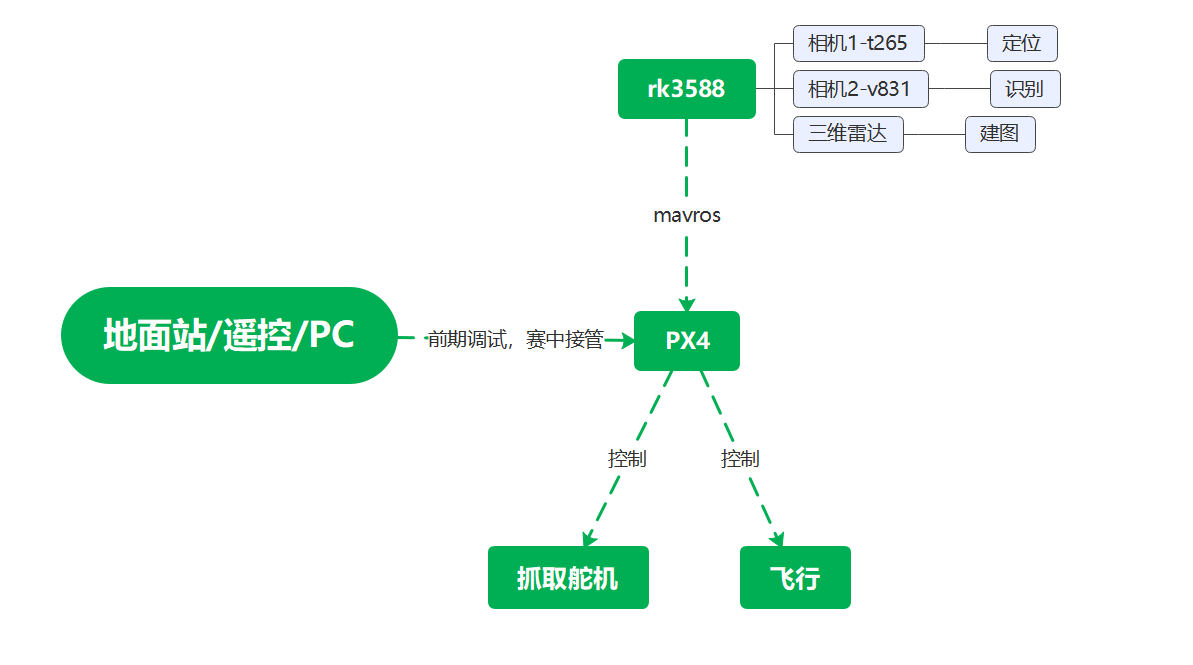 相机1-t265
定位
rk3588
相机2-v831
识别
三维雷达
建图
mavros
地面站/遥控/PC
前期调试，赛中接管
PX4
控制
控制
抓取舵机
飞行